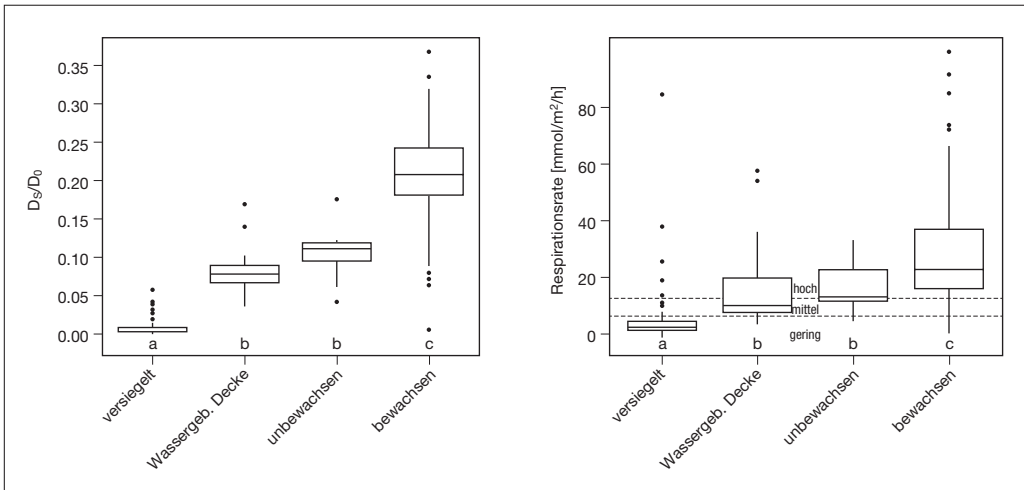 0.35
0.30
0.25
0.20
0.15
0.10
0.05
0.00
DS/D0
a
b
b
c
versiegelt
Wassergeb. Decke
unbewachsen
bewachsen
80
60
40
20
0
Respirationsrate [mmol/m²/h]
hoch
mittel
gering
a
b
b
c
versiegelt
Wassergeb. Decke
unbewachsen
bewachsen